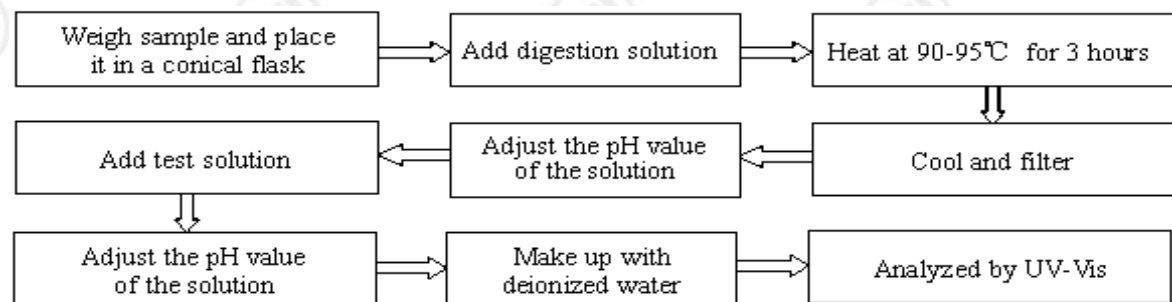 Weigh sample and place
it in a conical flask
Add digestion solution
Heat at 90-95℃ for 3 hours
Cool and filter
Adjust the pH value
of the solution
Add test solution
Adjust the pH value
of the solution
Make up with
deionized water
Analyzed by UV-Vis